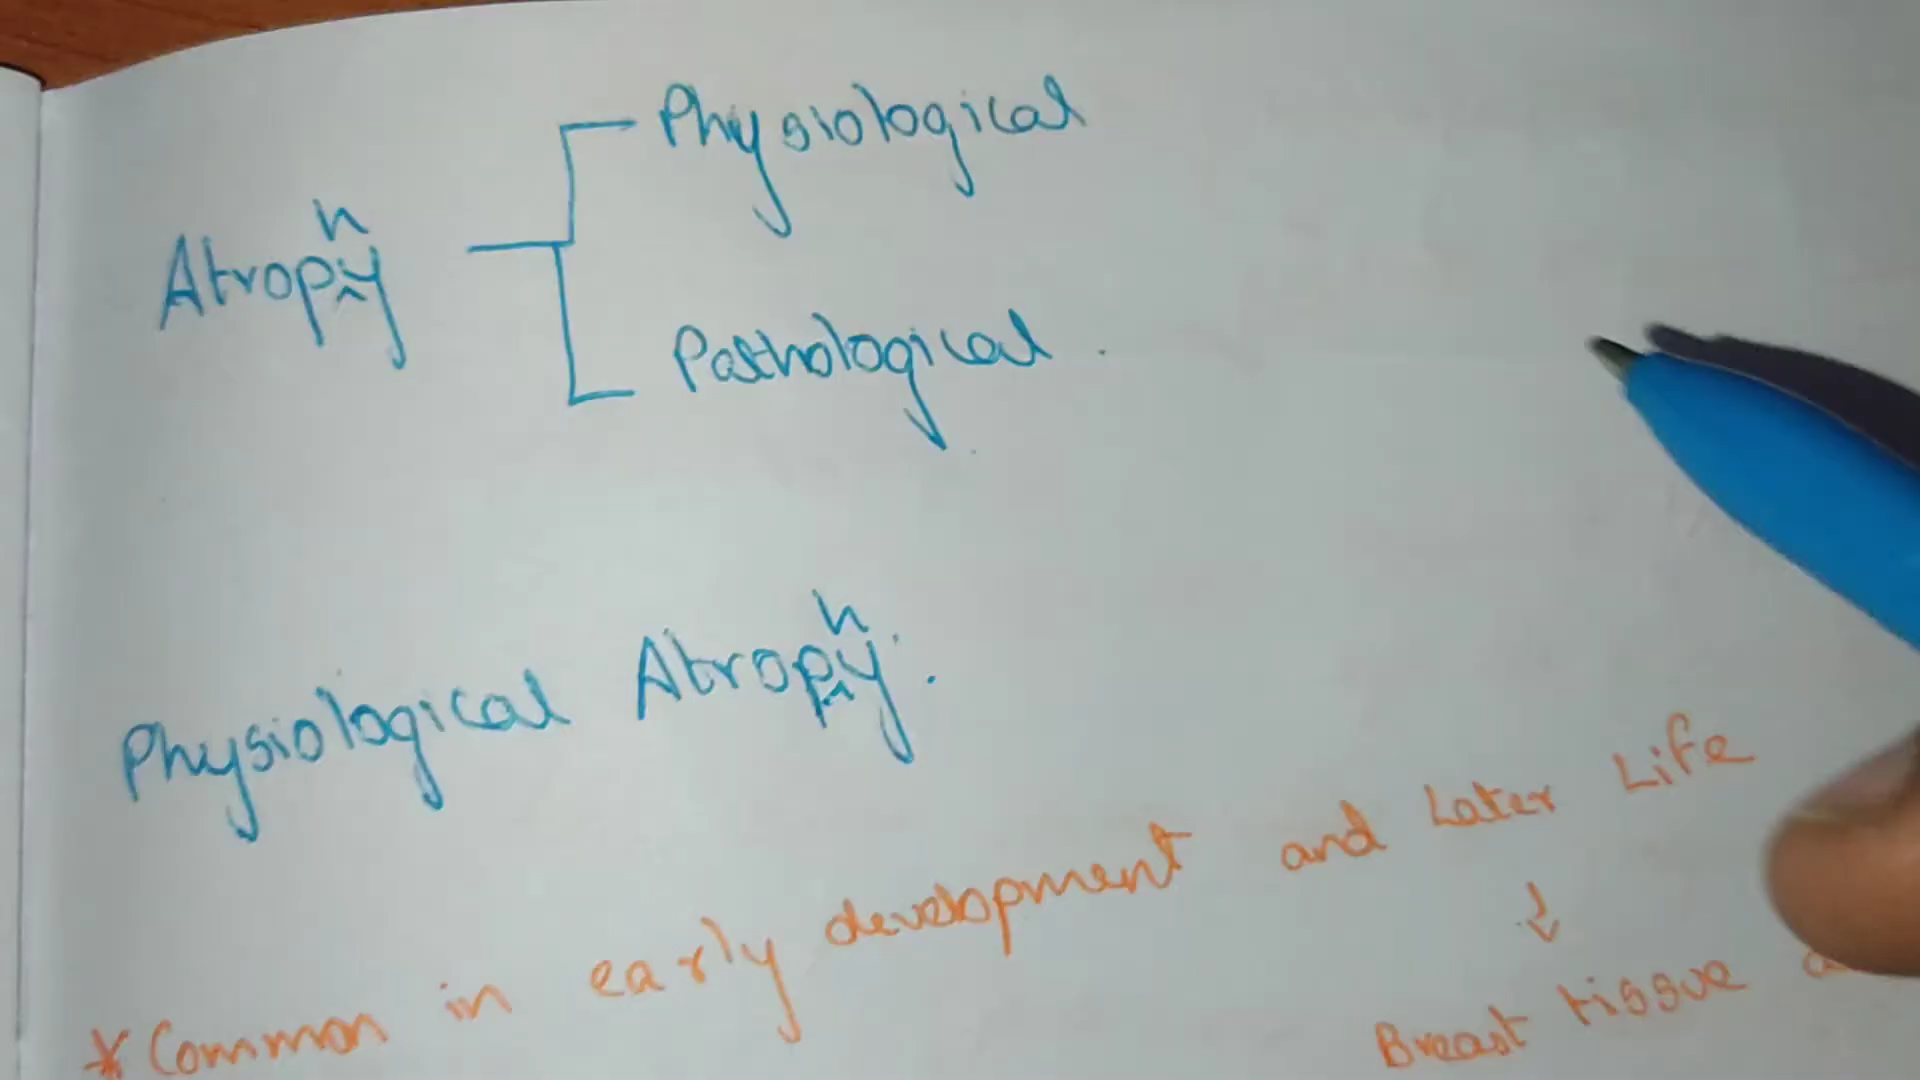 Physiological
Atrophy
Pathological.
Physiological Atrophy.
* Common in early development and Later Life
↓
Breast tissue